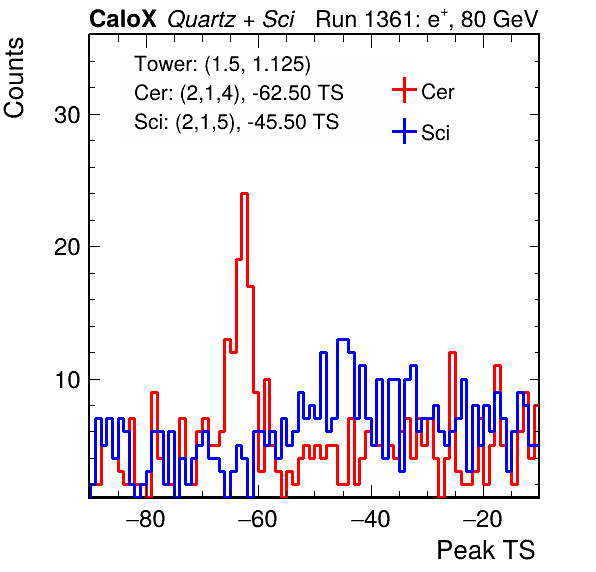 CaloX Quartz + Sci Run 1361: e⁺, 80 GeV
Counts
Tower: (1.5, 1.125)
Cer: (2,1,4), -62.50 TS
Sci: (2,1,5), -45.50 TS
Cer
Sci
30
20
10
−80 −60 −40 −20
Peak TS